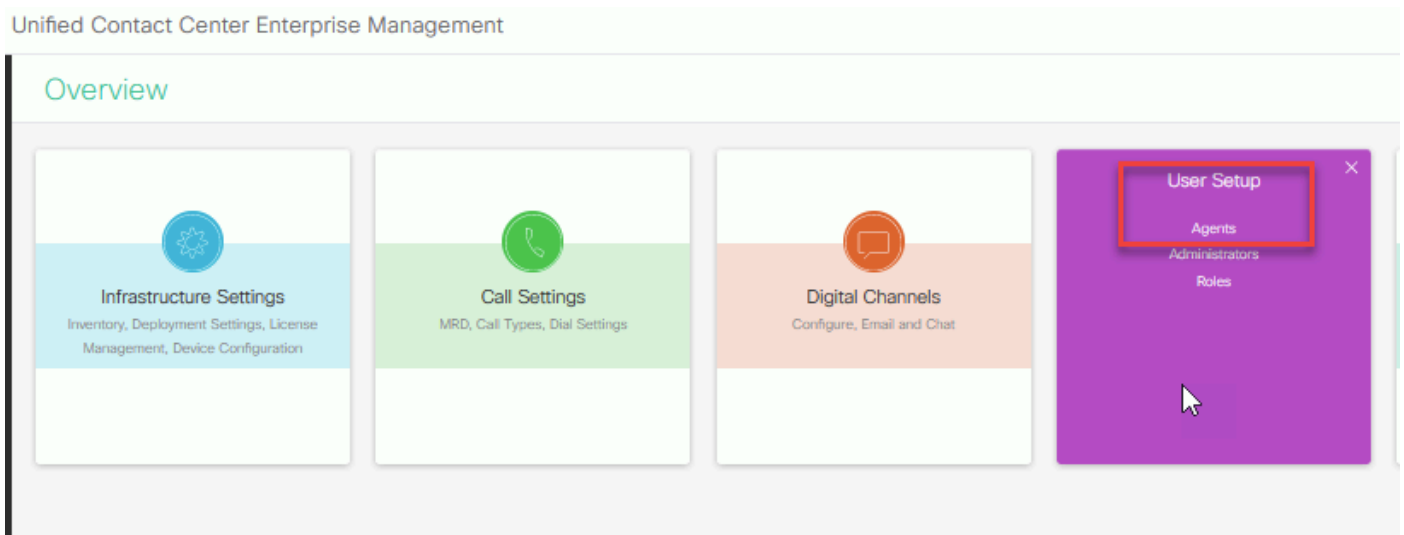 Unified Contact Center Enterprise Management
Overview
Infrastructure Settings
Inventory, Deployment Settings, License
Management, Device Configuration
Call Settings
MRD, Call Types, Dial Settings
Digital Channels
Configure, Email and Chat
User Setup
Agents
Administrators
Roles